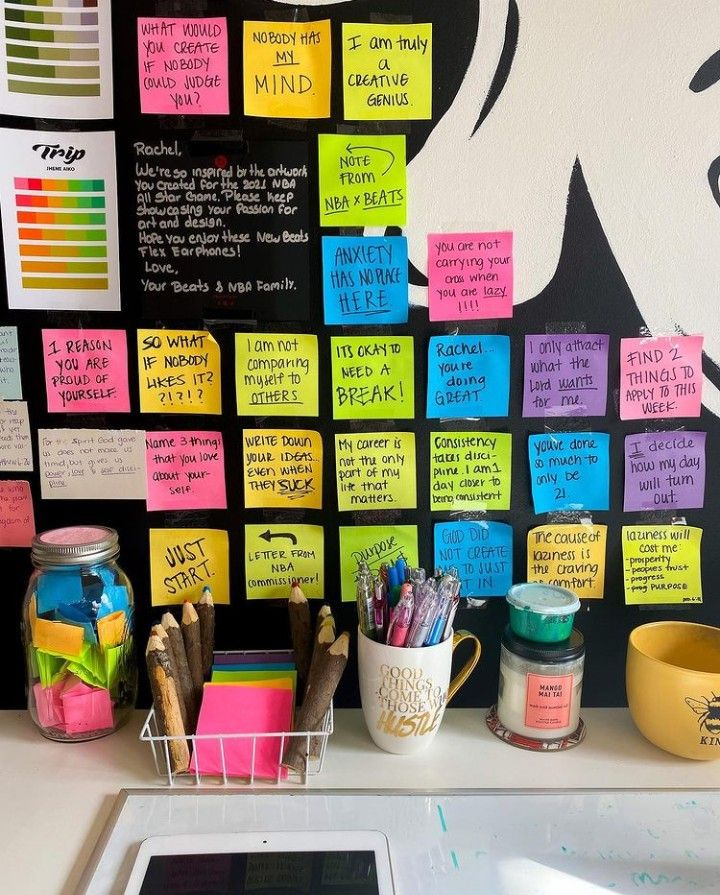 WHAT WOULD
YOU CREATE
IF NOBODY
COULD JUDGE
YOU?
NOBODY HAS
MY
MIND.
I am truly
a
CREATIVE
GENIUS.
Trip
JHENE AIKO
Rachel,
We're so inspired by the artwork
you created for the 2021 NBA
All Star Game. Please keep
showcasing your passion for
art and design.
Hope you enjoy these New Beats
Flex Earphones!
Love,
Your Beats & NBA Family.
NOTE
FROM
NBA x BEATS
ANXIETY
HAS NO PLACE
HERE
you are NOT
carrying your
cross when
you are lazy
!!!!
1 REASON
YOU ARE
PROUD OF
YOURSELF.
SO WHAT
IF NOBODY
LIKES IT?
?!?!?
I am not
comparing
myself to
OTHERS
ITS OKAY TO
NEED A
BREAK!
Rachel...
you're
doing
GREAT
I only attract
what the
Lord wants
for me.
FIND 2
THINGS TO
APPLY TO THIS
WEEK.
For the spirit God gave
us does not make us
timid, but gives us
power, love & self disci-
pline.
Name 3 things
that you love
about your-
self.
WRITE DOWN
YOUR IDEAS..
EVEN WHEN
THEY SUCK
My career is
not the only
part of my
life that
matters.
Consistency
takes disci-
pline. I am 1
day closer to
being consistent
you've done
so much to
only be
21.
I decide
how my day
will turn
out.
JUST
START.
LETTER FROM
NBA
commissioner!
Purpose
GOD DID
NOT CREATE
The cause of
laziness is
the craving
of comfort.
laziness will
cost me:
- prosperity
- peoples trust
- progress
- my PURPOSE
GOOD
THINGS
COME TO
THOSE WHO
HUSTLE
MANGO
MAI TAI